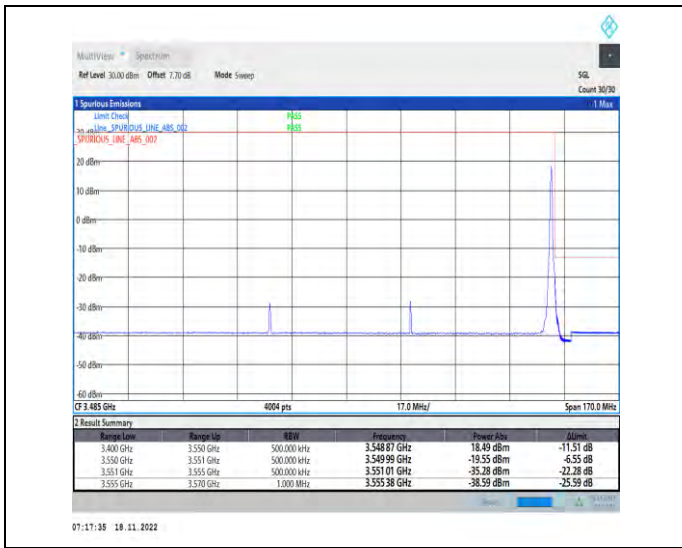 MultiView Spectrum
Ref Level 30.00 dBm Offset 7.70 dB Mode Sweep SGL
Count 30/30
1 Spurious Emissions 1 Max
Limit Check PASS
Line _SPURIOUS_LINE_ABS_002 PASS
_SPURIOUS_LINE_ABS_002
20 dBm
10 dBm
0 dBm
-10 dBm
-20 dBm
-30 dBm
-40 dBm
-50 dBm
-60 dBm
CF 3.485 GHz 4004 pts 17.0 MHz/ Span 170.0 MHz
2 Result Summary
Range Low Range Up RBW Frequency Power Abs ΔLimit
3.400 GHz 3.550 GHz 500.000 kHz 3.548 87 GHz 18.49 dBm -11.51 dB
3.550 GHz 3.551 GHz 500.000 kHz 3.549 99 GHz -19.55 dBm -6.55 dB
3.551 GHz 3.555 GHz 500.000 kHz 3.551 01 GHz -35.28 dBm -22.28 dB
3.555 GHz 3.570 GHz 1.000 MHz 3.555 38 GHz -38.59 dBm -25.59 dB
07:17:35 18.11.2022